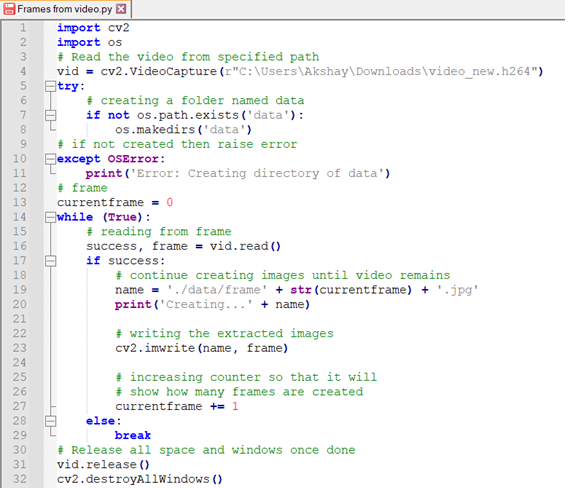 Frames from video.py
1 import cv2
2 import os
3 # Read the video from specified path
4 vid = cv2.VideoCapture(r"C:\Users\Akshay\Downloads\video_new.h264")
5 try:
6     # creating a folder named data
7     if not os.path.exists('data'):
8         os.makedirs('data')
9 # if not created then raise error
10 except OSError:
11     print('Error: Creating directory of data')
12 # frame
13 currentframe = 0
14 while (True):
15     # reading from frame
16     success, frame = vid.read()
17     if success:
18         # continue creating images until video remains
19         name = './data/frame' + str(currentframe) + '.jpg'
20         print('Creating...' + name)
21
22         # writing the extracted images
23         cv2.imwrite(name, frame)
24
25         # increasing counter so that it will
26         # show how many frames are created
27         currentframe += 1
28     else:
29         break
30 # Release all space and windows once done
31 vid.release()
32 cv2.destroyAllWindows()